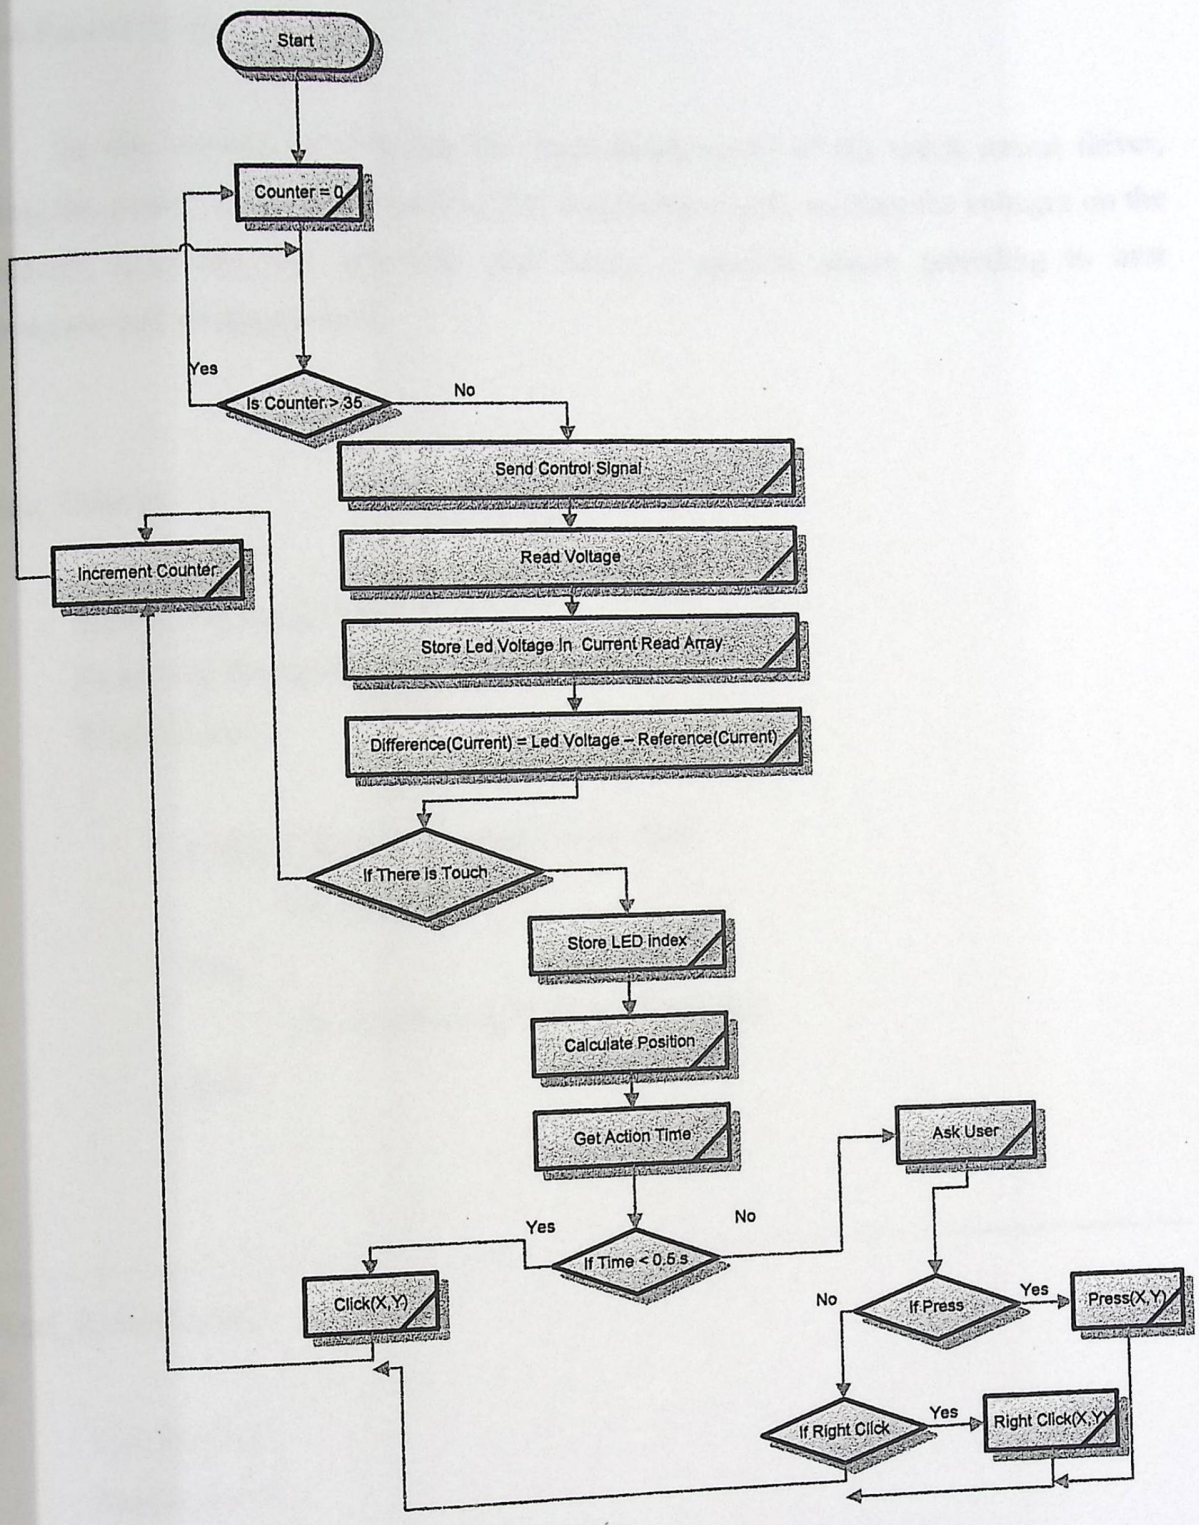 Start
Counter = 0
Yes
Is Counter > 35
No
Send Control Signal
Read Voltage
Increment Counter
Store Led Voltage In Current Read Array
Difference(Current) = Led Voltage – Reference(Current)
If There is Touch
Store LED index
Calculate Position
Get Action Time
Ask User
Yes
No
If Time < 0.5 s
Click(X,Y)
No
If Press
Yes
Press(X,Y)
If Right Click
Yes
Right Click(X,Y)